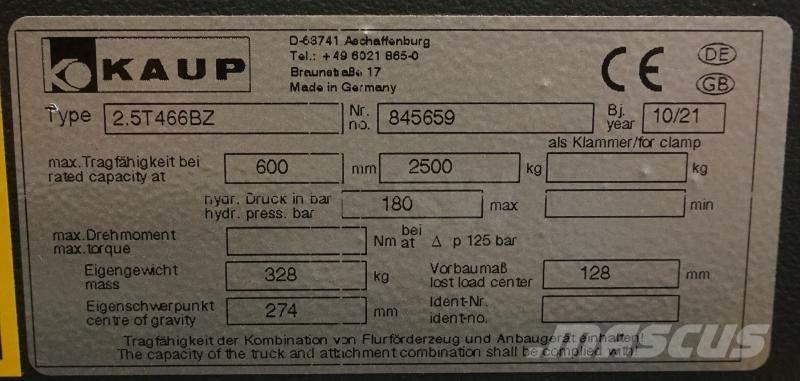 KAUP
D-63741 Aschaffenburg
Tel.: +49 6021 865-0
Braunstraße 17
Made in Germany
CE
DE
GB
Type 2.5T466BZ Nr. no. 845659 Bj. year 10/21
als Klammer/for clamp
max.Tragfähigkeit bei
rated capacity at 600 mm 2500 kg kg
hydr. Druck in bar
hydr. press. bar 180 max min
max.Drehmoment
max.torque Nm bei at Δ p 125 bar
Eigengewicht
mass 328 kg
Vorbaumaß
lost load center 128 mm
Eigenschwerpunkt
centre of gravity 274 mm
Ident-Nr.
ident-no.
Tragfähigkeit der Kombination von Flurförderzeug und Anbaugerät einhalten!
The capacity of the truck and attachment combination shall be complied with!
mascus